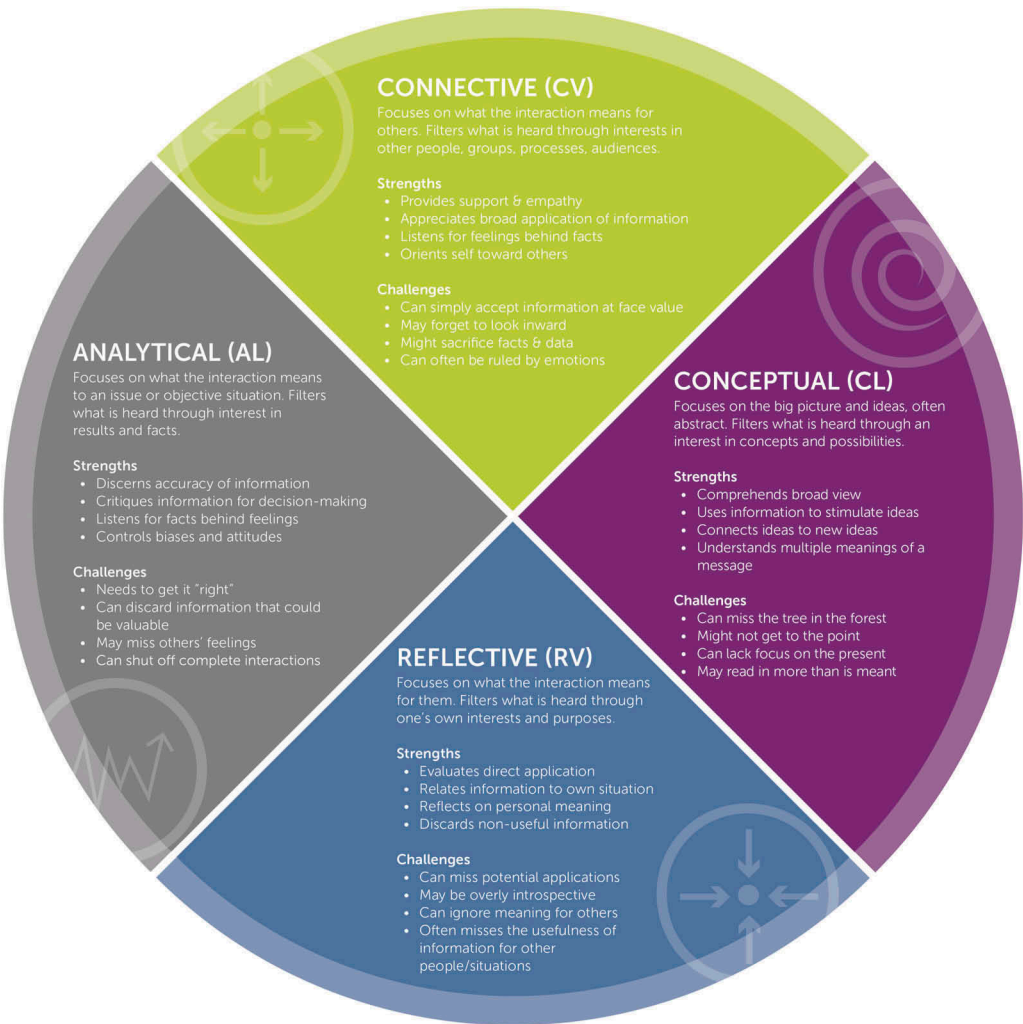 CONNECTIVE (CV)
Focuses on what the interaction means for
others. Filters what is heard through interests in
other people, groups, processes, audiences.
Strengths
• Provides support & empathy
• Appreciates broad application of information
• Listens for feelings behind facts
• Orients self toward others
Challenges
• Can simply accept information at face value
• May forget to look inward
• Might sacrifice facts & data
• Can often be ruled by emotions
ANALYTICAL (AL)
Focuses on what the interaction means
to an issue or objective situation. Filters
what is heard through interest in
results and facts.
Strengths
• Discerns accuracy of information
• Critiques information for decision-making
• Listens for facts behind feelings
• Controls biases and attitudes
Challenges
• Needs to get it “right”
• Can discard information that could
be valuable
• May miss others’ feelings
• Can shut off complete interactions
CONCEPTUAL (CL)
Focuses on the big picture and ideas, often
abstract. Filters what is heard through an
interest in concepts and possibilities.
Strengths
• Comprehends broad view
• Uses information to stimulate ideas
• Connects ideas to new ideas
• Understands multiple meanings of a
message
Challenges
• Can miss the tree in the forest
• Might not get to the point
• Can lack focus on the present
• May read in more than is meant
REFLECTIVE (RV)
Focuses on what the interaction means
for them. Filters what is heard through
one’s own interests and purposes.
Strengths
• Evaluates direct application
• Relates information to own situation
• Reflects on personal meaning
• Discards non-useful information
Challenges
• Can miss potential applications
• May be overly introspective
• Can ignore meaning for others
• Often misses the usefulness of
information for other
people/situations